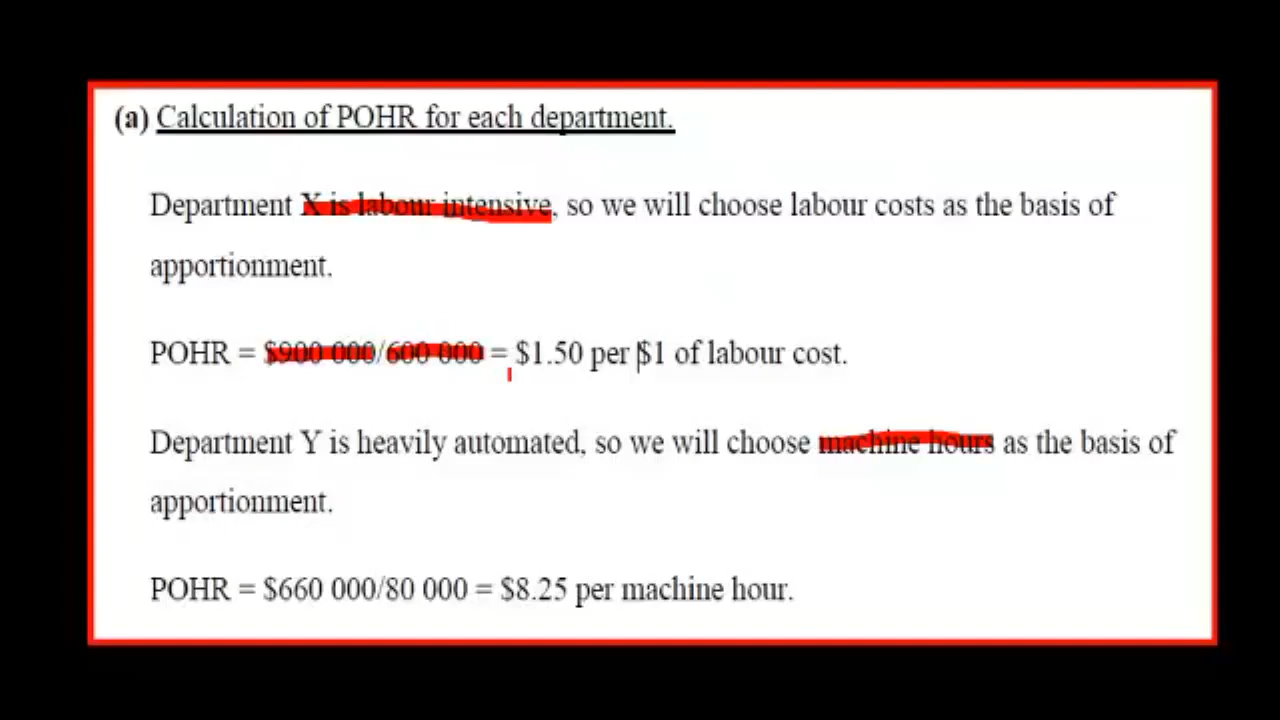 (a) Calculation of POHR for each department.
Department X is labour intensive, so we will choose labour costs as the basis of
apportionment.
POHR = $900 000/600 000 = $1.50 per $1 of labour cost.
Department Y is heavily automated, so we will choose machine hours as the basis of
apportionment.
POHR = $660 000/80 000 = $8.25 per machine hour.